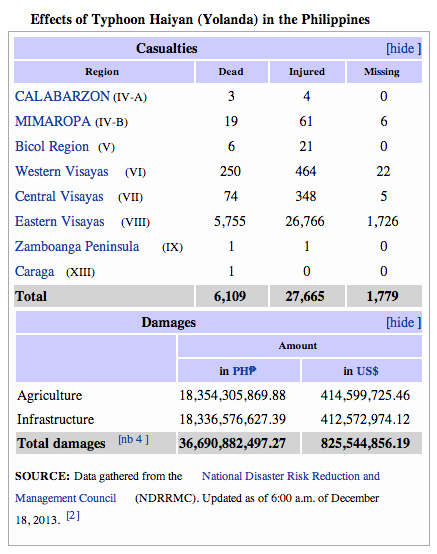 Effects of Typhoon Haiyan (Yolanda) in the Philippines
Casualties [hide ]
Region Dead Injured Missing
CALABARZON (IV-A) 3 4 0
MIMAROPA (IV-B) 19 61 6
Bicol Region (V) 6 21 0
Western Visayas (VI) 250 464 22
Central Visayas (VII) 74 348 5
Eastern Visayas (VIII) 5,755 26,766 1,726
Zamboanga Peninsula (IX) 1 1 0
Caraga (XIII) 1 0 0
Total 6,109 27,665 1,779
Damages [hide ]
Amount
in PH₱ in US$
Agriculture 18,354,305,869.88 414,599,725.46
Infrastructure 18,336,576,627.39 412,572,974.12
Total damages [nb 4 ] 36,690,882,497.27 825,544,856.19
SOURCE: Data gathered from the National Disaster Risk Reduction and
Management Council (NDRRMC). Updated as of 6:00 a.m. of December
18, 2013. [2]